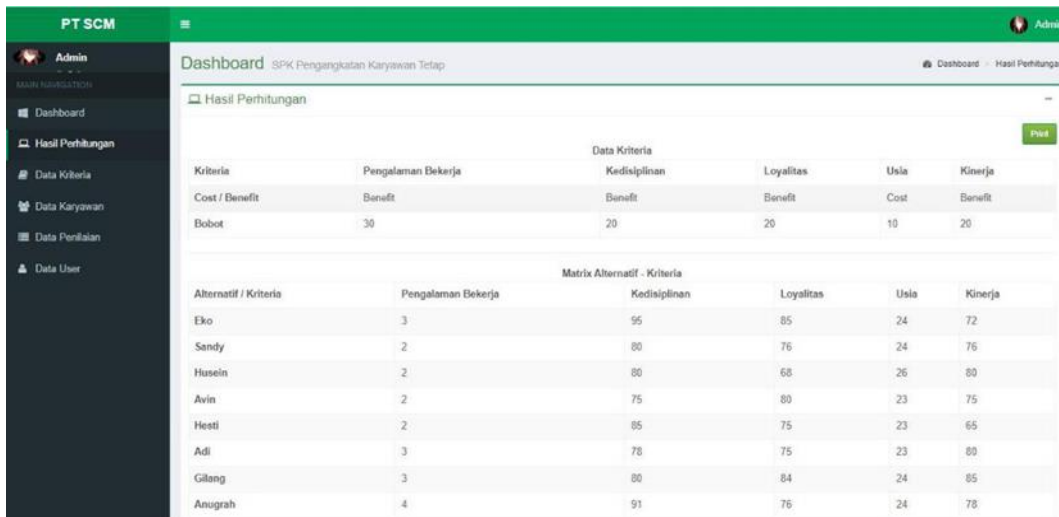 PT SCM
Admin
Admin
MAIN NAVIGATION
Dashboard
Hasil Perhitungan
Data Kriteria
Data Karyawan
Data Penilaian
Data User
Dashboard SPK Pengangkatan Karyawan Tetap
Dashboard > Hasil Perhitungan
Hasil Perhitungan
Print
Data Kriteria
Kriteria Pengalaman Bekerja Kedisiplinan Loyalitas Usia Kinerja
Cost / Benefit Benefit Benefit Benefit Cost Benefit
Bobot 30 20 20 10 20
Matrix Alternatif - Kriteria
Alternatif / Kriteria Pengalaman Bekerja Kedisiplinan Loyalitas Usia Kinerja
Eko 3 95 85 24 72
Sandy 2 80 76 24 76
Husein 2 80 68 26 80
Avin 2 75 80 23 75
Hesti 2 85 75 23 65
Adi 3 78 75 23 80
Gilang 3 80 84 24 85
Anugrah 4 91 76 24 78